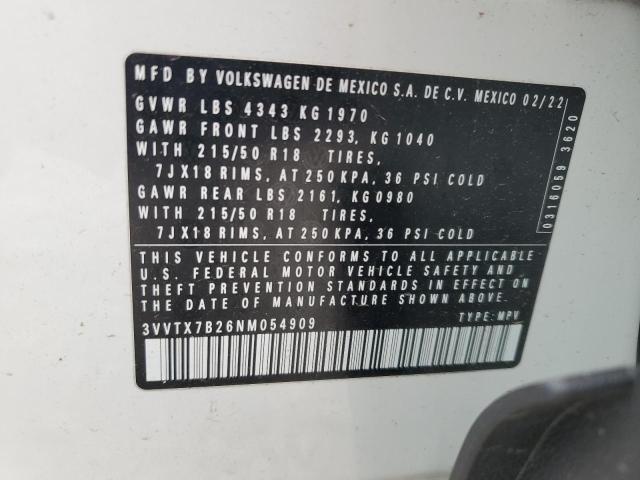 MFD BY VOLKSWAGEN DE MEXICO S.A. DE C.V. MEXICO 02/22
GVWR LBS 4343 KG 1970
GAWR FRONT LBS 2293, KG 1040
WITH 215/50 R18 TIRES,
7JX18 RIMS, AT 250 KPA, 36 PSI COLD
GAWR REAR LBS 2161, KG 0980
WITH 215/50 R18 TIRES,
7JX18 RIMS, AT 250 KPA, 36 PSI COLD
THIS VEHICLE CONFORMS TO ALL APPLICABLE
U.S. FEDERAL MOTOR VEHICLE SAFETY AND
THEFT PREVENTION STANDARDS IN EFFECT ON
THE DATE OF MANUFACTURE SHOWN ABOVE.
3VVTX7B26NM054909 TYPE: MPV
0316059 3620